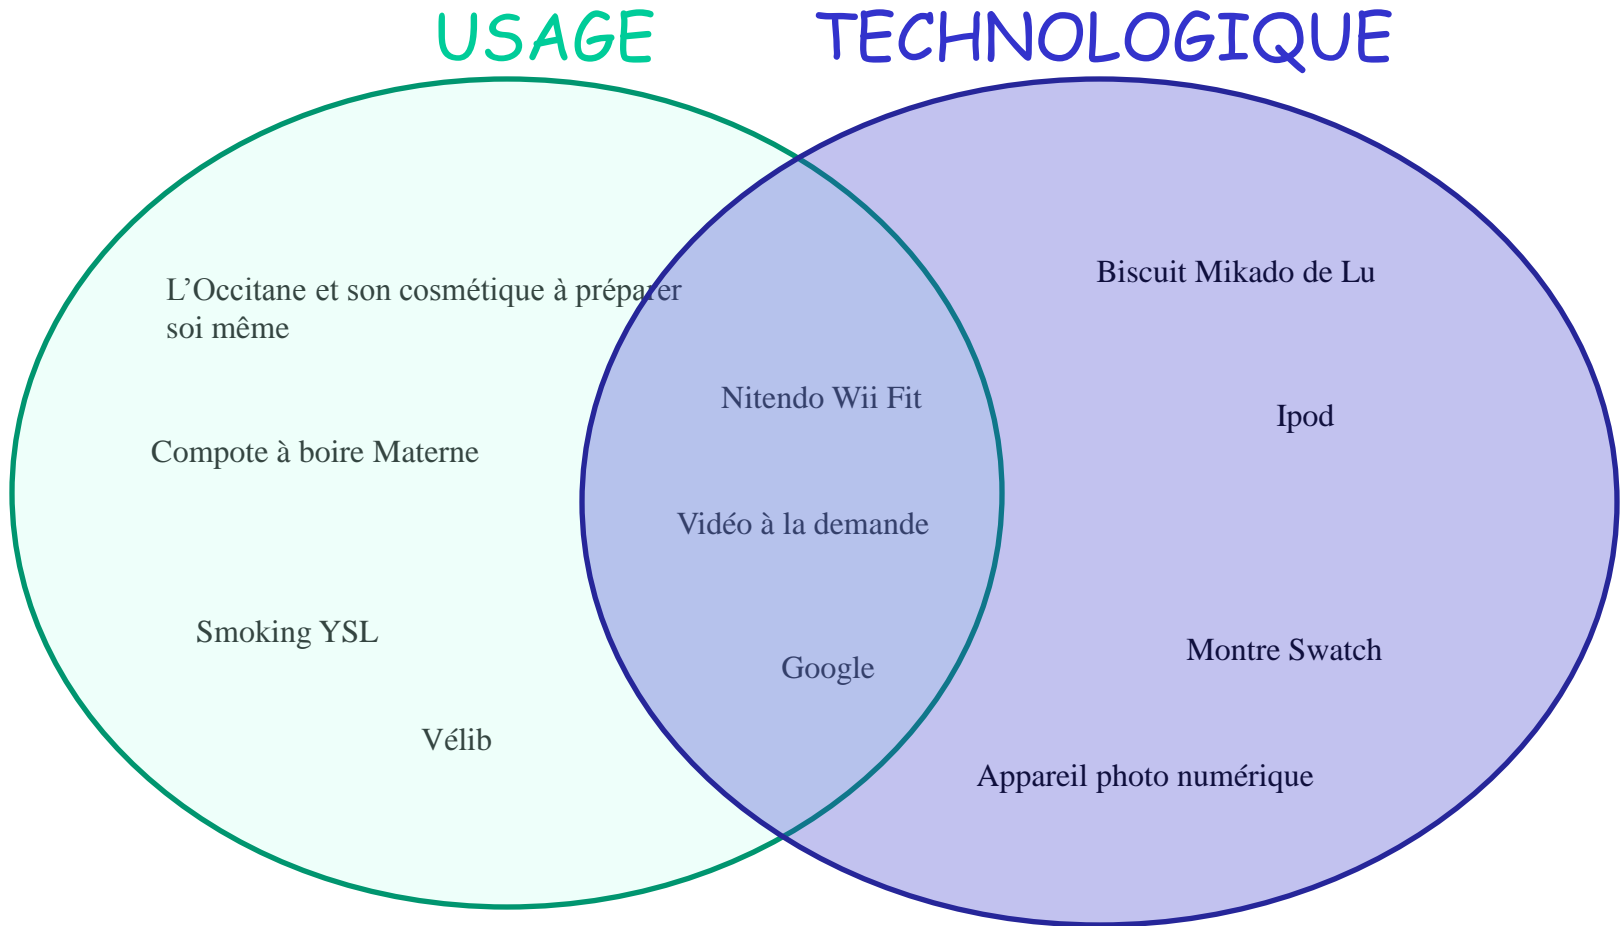 USAGE
TECHNOLOGIQUE
L’Occitane et son cosmétique à préparer
soi même
Compote à boire Materne
Smoking YSL
Vélib
Nitendo Wii Fit
Vidéo à la demande
Google
Biscuit Mikado de Lu
Ipod
Montre Swatch
Appareil photo numérique